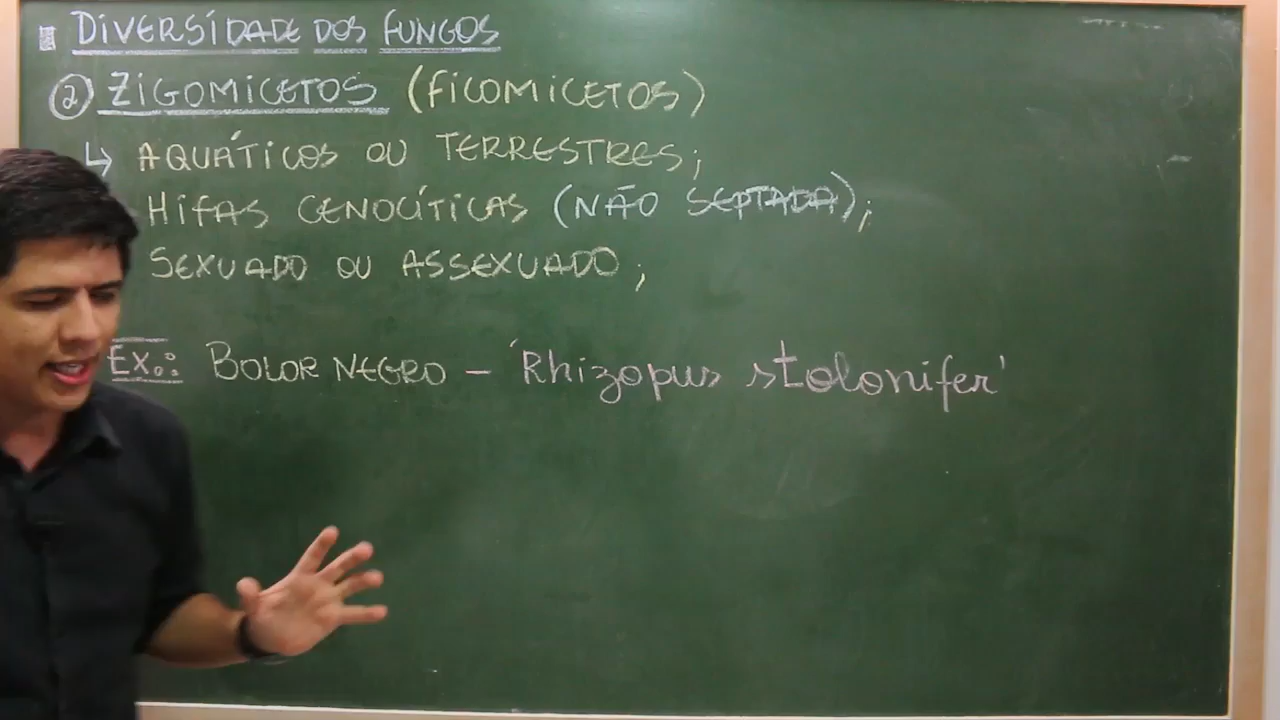 DIVERSIDADE DOS FUNGOS
2 ZIGOMICETOS (FICOMICETOS)
↳ AQUÁTICOS OU TERRESTRES;
HIFAS CENOCÍTICAS (NÃO SEPTADA);
SEXUADO OU ASSEXUADO;
EX.: BOLOR NEGRO - 'Rhizopus stolonifer'